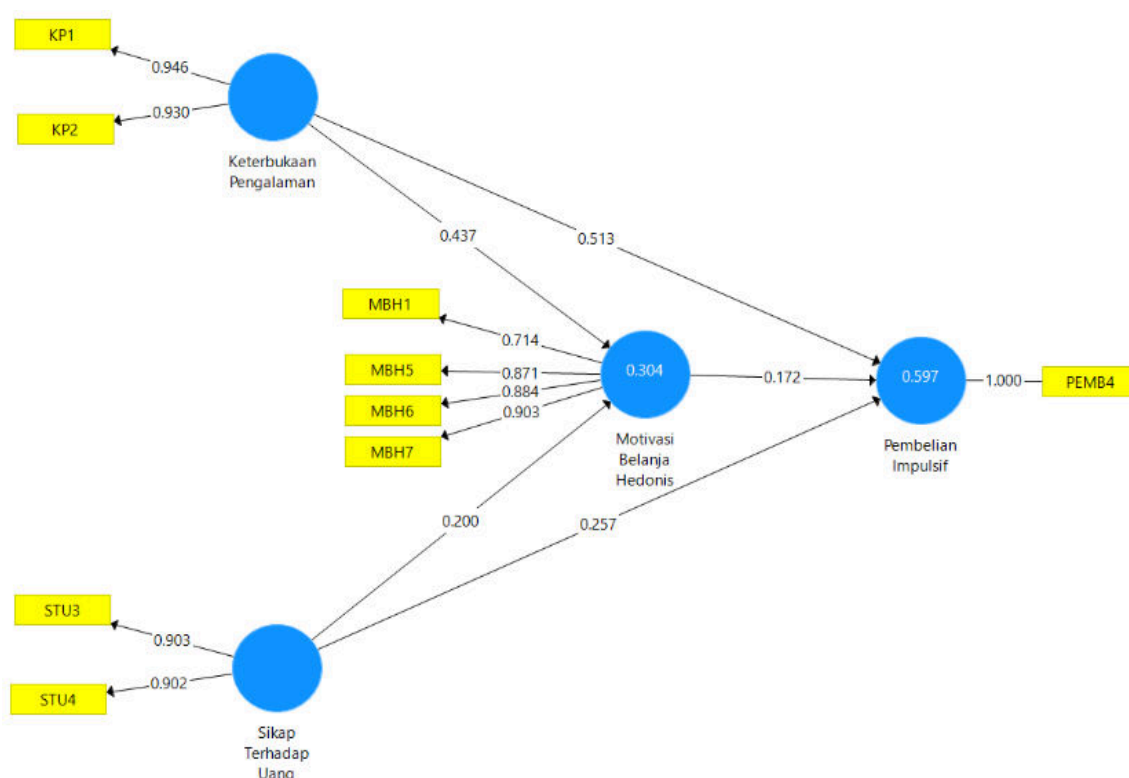 KP1
0.946
KP2
0.930
Keterbukaan
Pengalaman
0.437
0.513
MBH1
0.714
MBH5
0.871
MBH6
0.884
MBH7
0.903
0.304
0.172
0.597
1.000
PEMB4
Motivasi
Belanja
Hedonis
Pembelian
Impulsif
0.200
0.257
STU3
0.903
STU4
0.902
Sikap
Terhadap
Uang